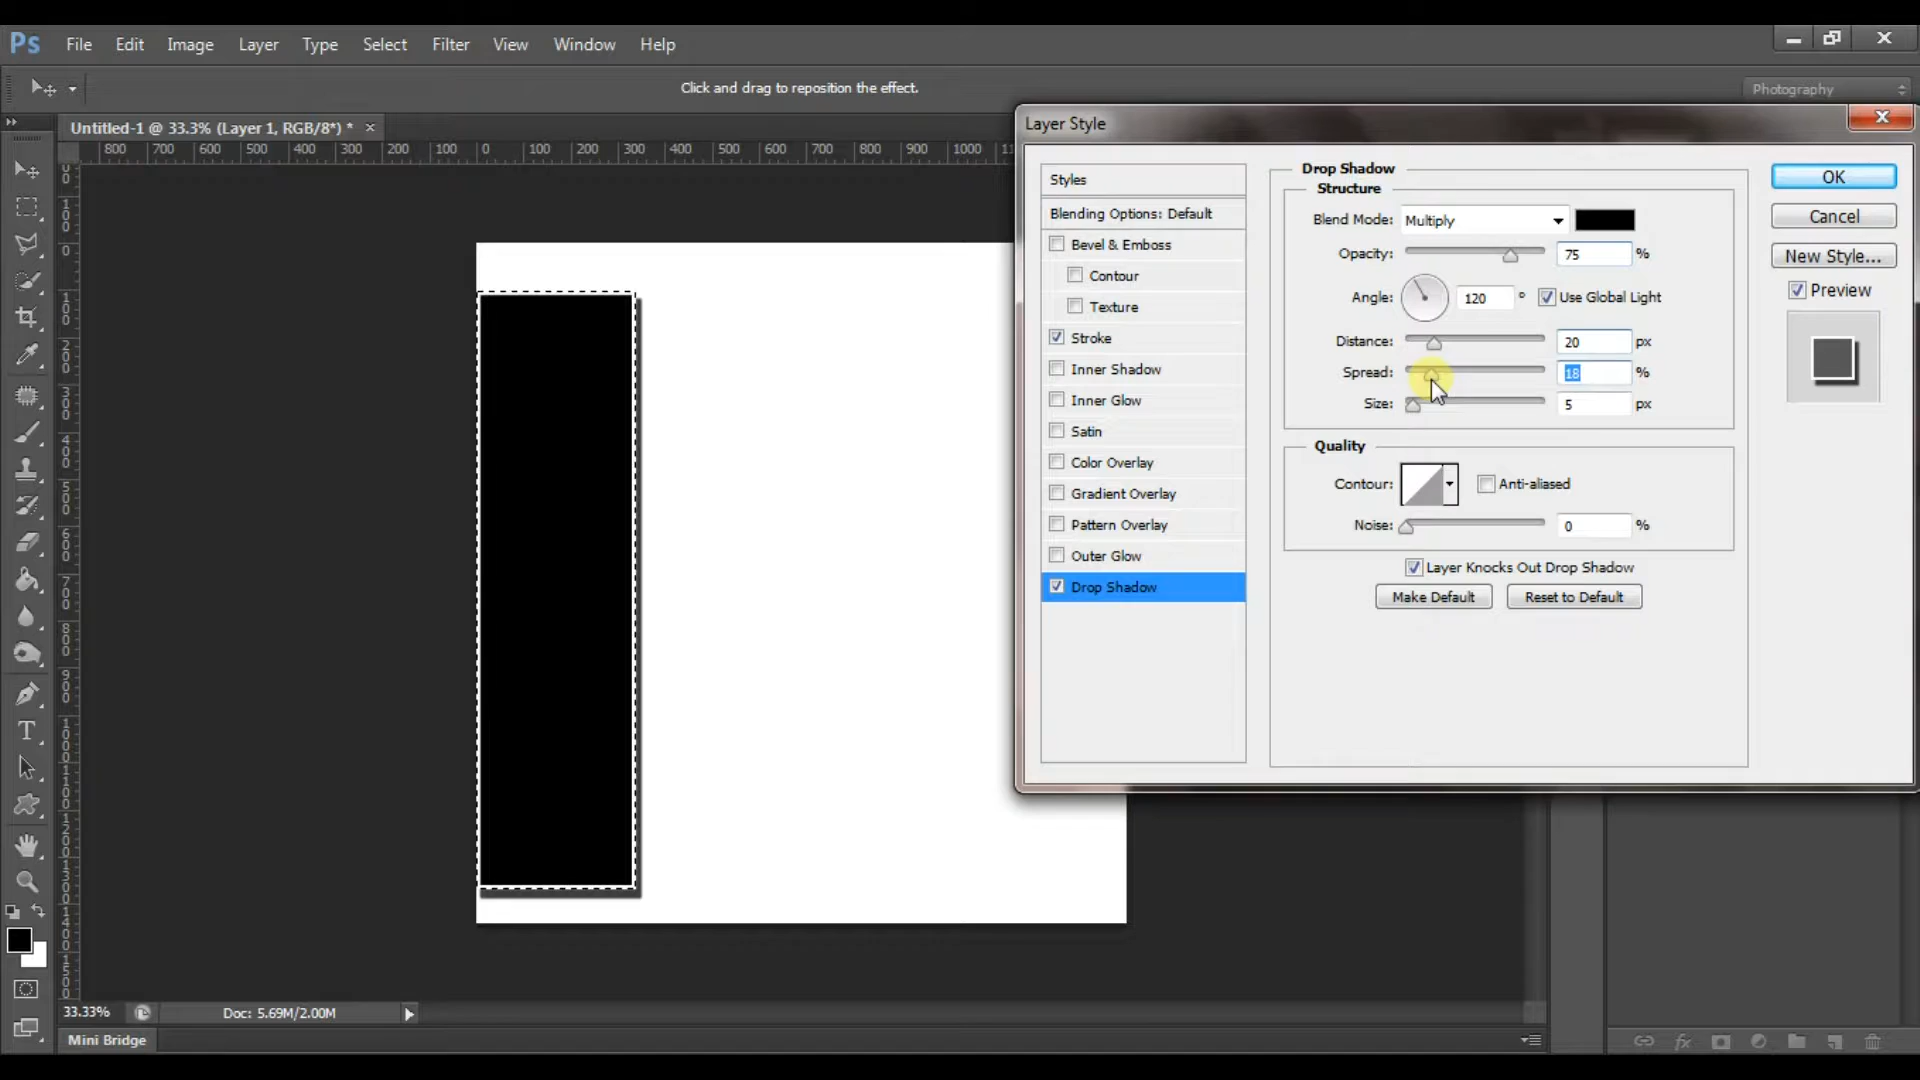 Ps File Edit Image Layer Type Select Filter View Window Help
Click and drag to reposition the effect.
Photography
Untitled-1 @ 33.3% (Layer 1, RGB/8*) * ×
800 700 600 500 400 300 200 100 0 100 200 300 400 500 600 700 800 900 1000
Layer Style
Styles
Blending Options: Default
Bevel & Emboss
Contour
Texture
Stroke
Inner Shadow
Inner Glow
Satin
Color Overlay
Gradient Overlay
Pattern Overlay
Outer Glow
Drop Shadow
Drop Shadow
Structure
Blend Mode: Multiply
Opacity: 75 %
Angle: 120 ° Use Global Light
Distance: 20 px
Spread: 18 %
Size: 5 px
Quality
Contour: Anti-aliased
Noise: 0 %
Layer Knocks Out Drop Shadow
Make Default Reset to Default
OK
Cancel
New Style...
Preview
T
33.33% Doc: 5.69M/2.00M
Mini Bridge
fx